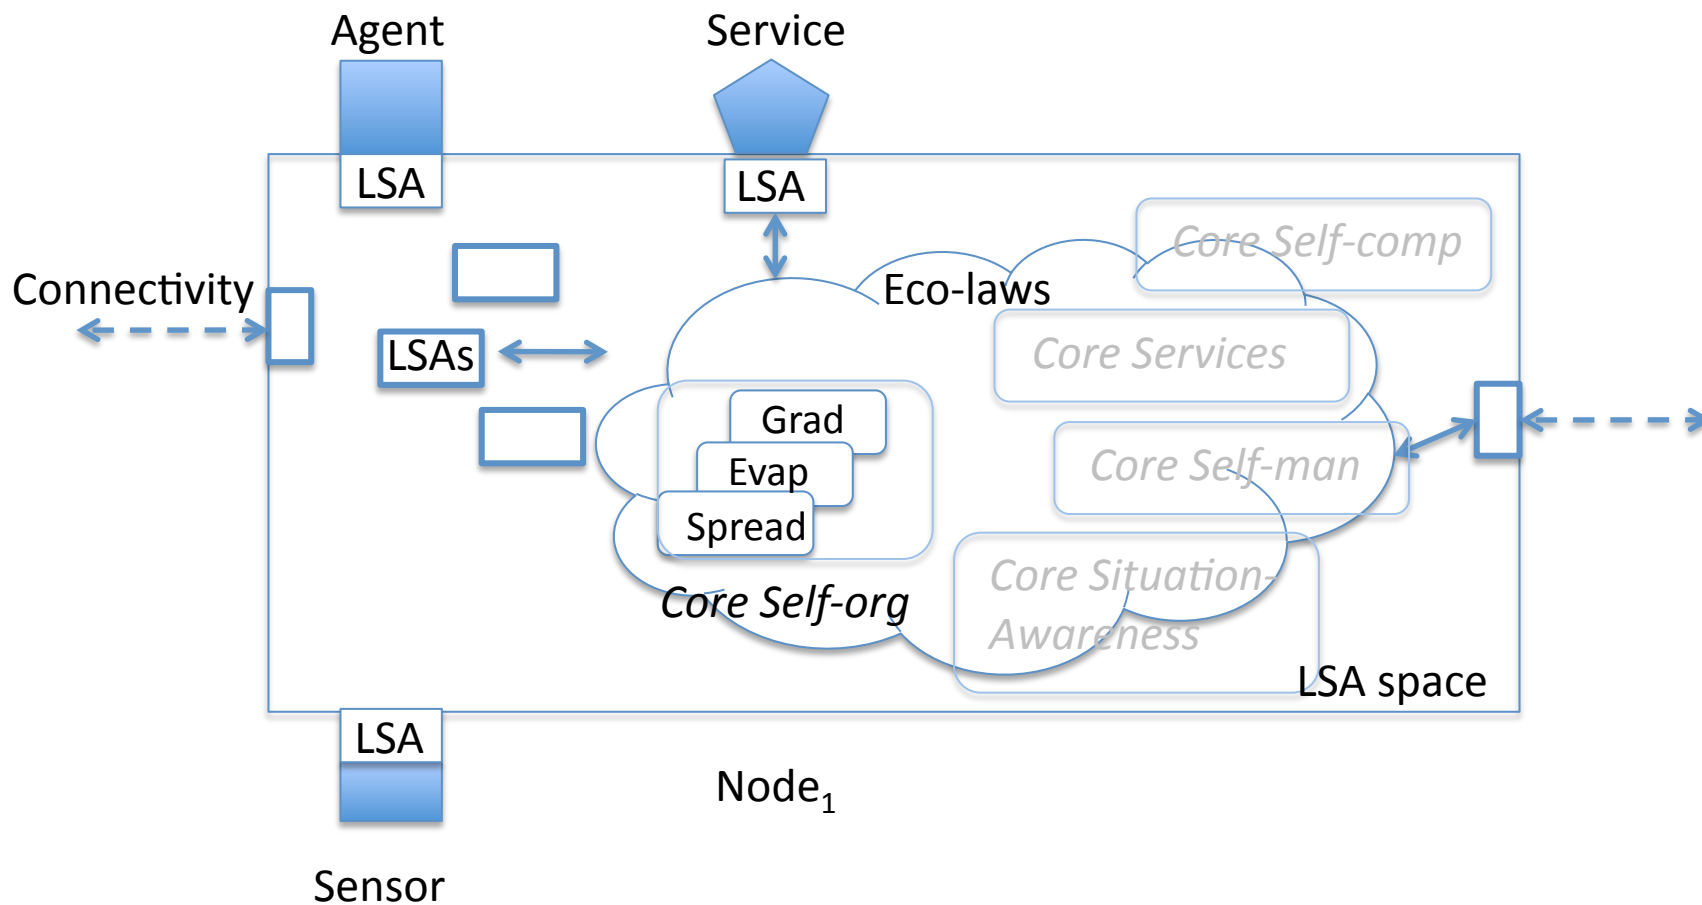 Agent
Service
LSA
LSA
Core Self-comp
Connectivity
Eco-laws
LSAs
Core Services
Grad
Evap
Core Self-man
Spread
Core Situation-
Awareness
Core Self-org
LSA space
LSA
Node1
Sensor